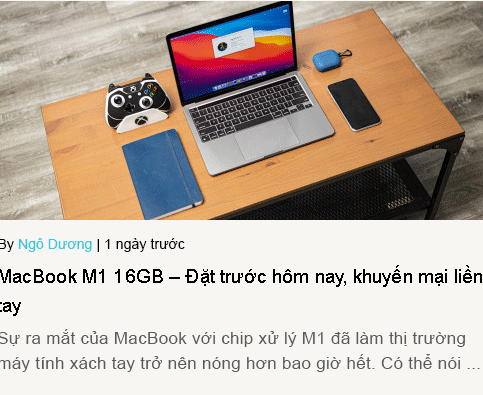 By Ngô Dương | 1 ngày trước
MacBook M1 16GB – Đặt trước hôm nay, khuyến mại liền
tay
Sự ra mắt của MacBook với chip xử lý M1 đã làm thị trường
máy tính xách tay trở nên nóng hơn bao giờ hết. Có thể nói ...